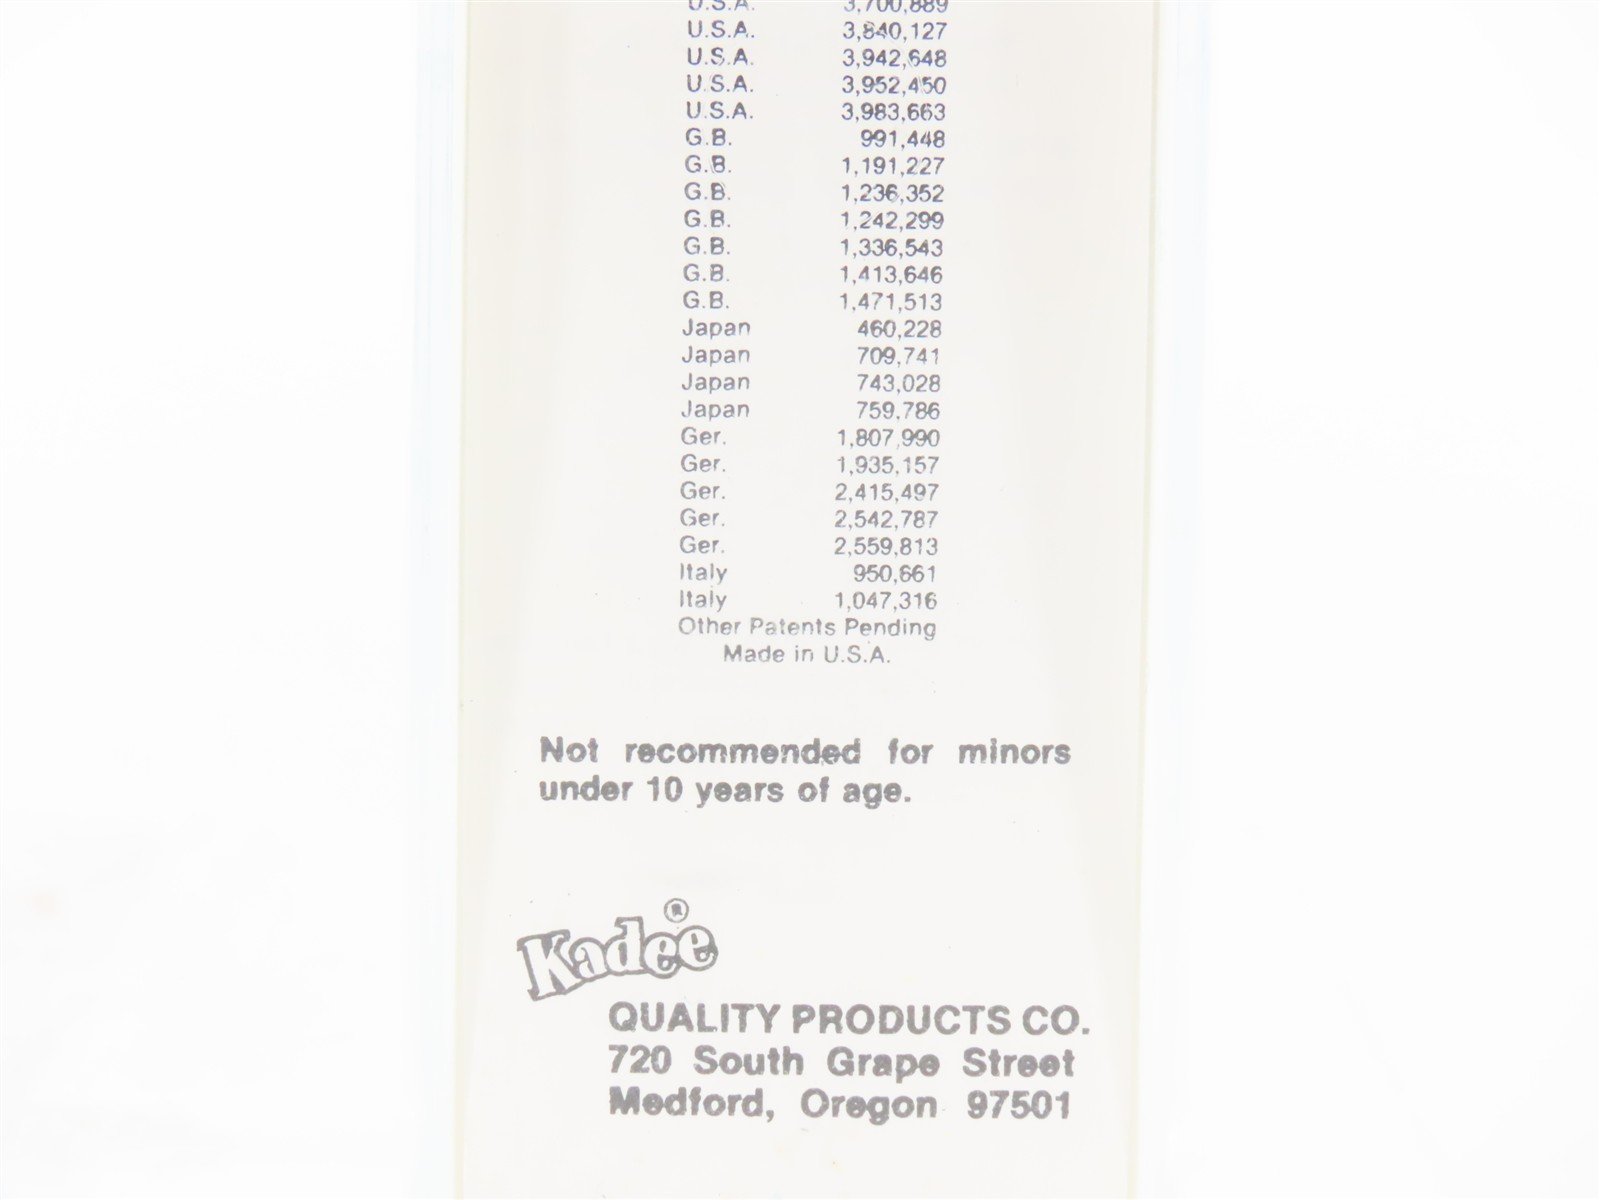 U.S.A. 3,700,889
U.S.A. 3,840,127
U.S.A. 3,942,648
U.S.A. 3,952,450
U.S.A. 3,983,663
G.B. 991,448
G.B. 1,191,227
G.B. 1,236,352
G.B. 1,242,299
G.B. 1,336,543
G.B. 1,413,646
G.B. 1,471,513
Japan 460,228
Japan 709,741
Japan 743,028
Japan 759,786
Ger. 1,807,990
Ger. 1,935,157
Ger. 2,415,497
Ger. 2,542,787
Ger. 2,559,813
Italy 950,661
Italy 1,047,316
Other Patents Pending
Made in U.S.A.
Not recommended for minors
under 10 years of age.
Kadee®
QUALITY PRODUCTS CO.
720 South Grape Street
Medford, Oregon 97501